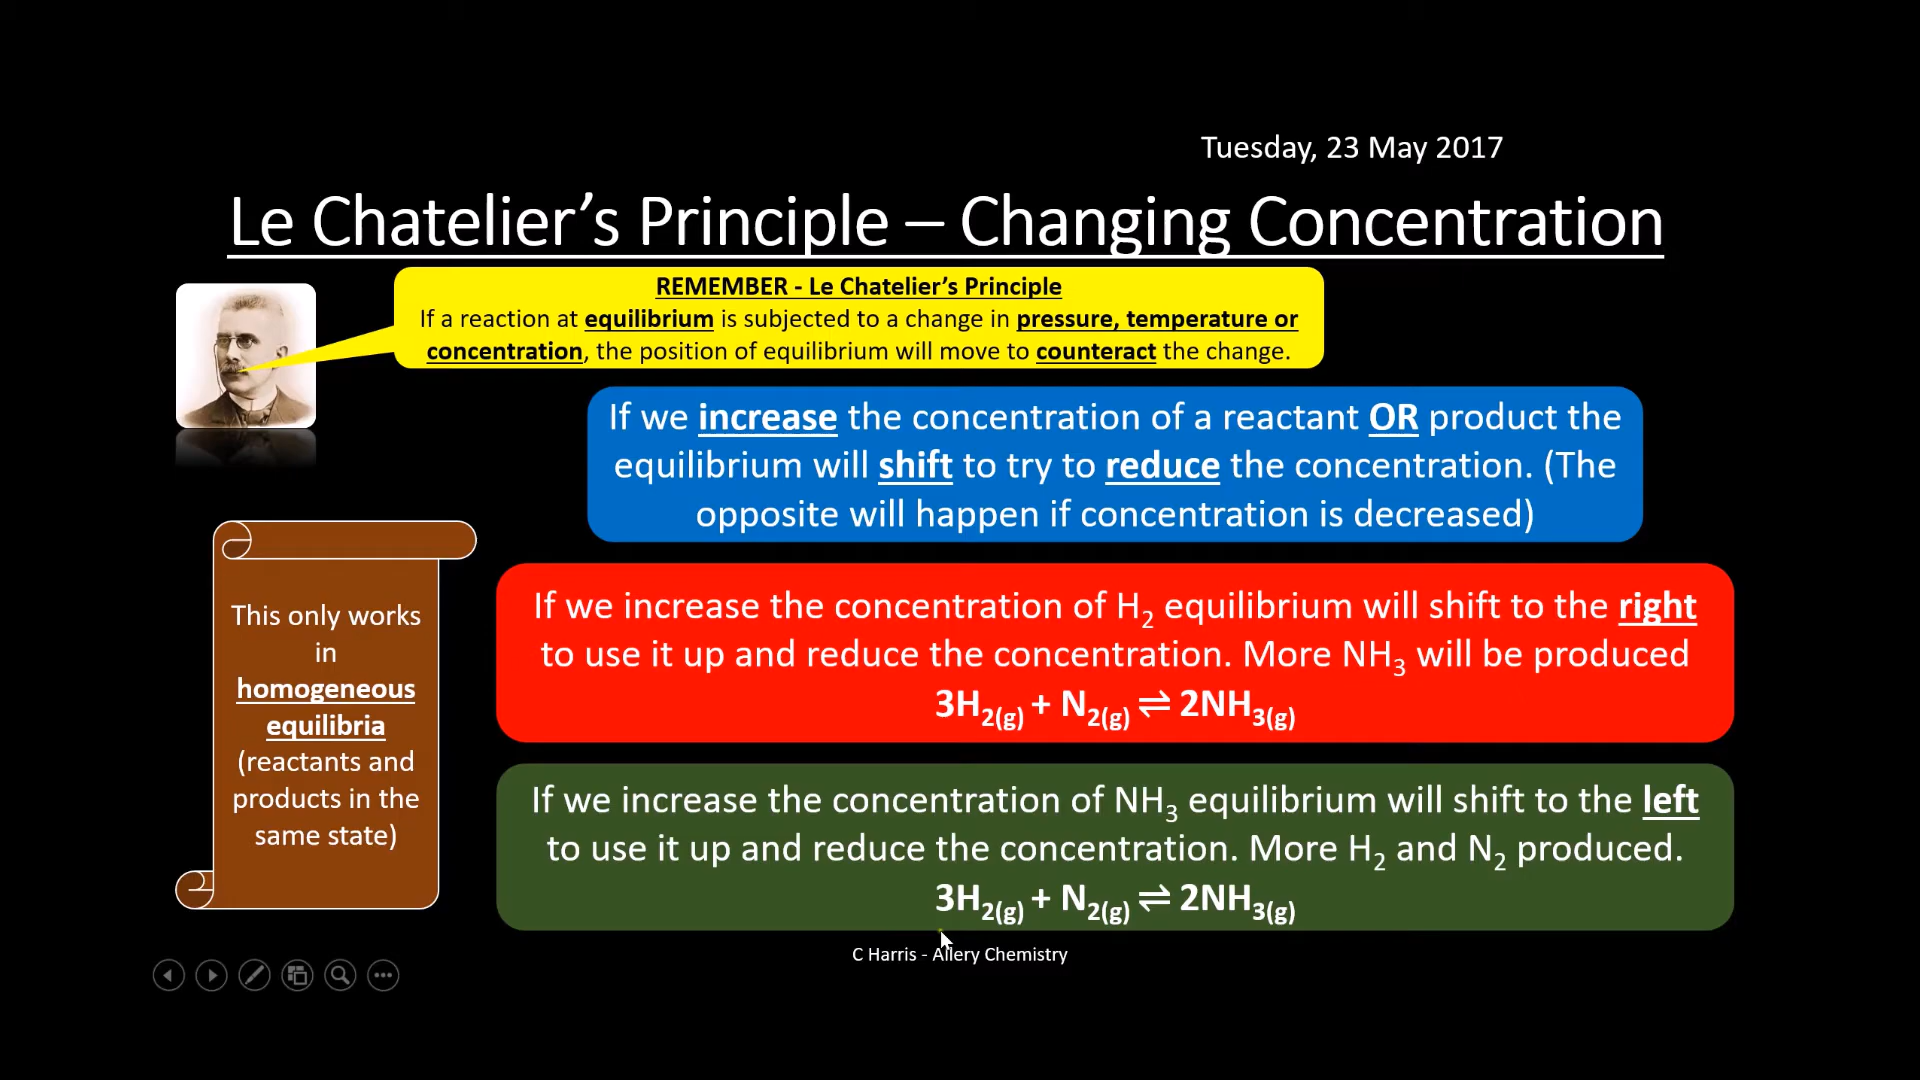 Tuesday, 23 May 2017
Le Chatelier’s Principle – Changing Concentration
REMEMBER - Le Chatelier’s Principle
If a reaction at equilibrium is subjected to a change in pressure, temperature or
concentration, the position of equilibrium will move to counteract the change.
If we increase the concentration of a reactant OR product the
equilibrium will shift to try to reduce the concentration. (The
opposite will happen if concentration is decreased)
This only works
in
homogeneous
equilibria
(reactants and
products in the
same state)
If we increase the concentration of H₂ equilibrium will shift to the right
to use it up and reduce the concentration. More NH₃ will be produced
3H₂₍g₎ + N₂₍g₎ ⇌ 2NH₃₍g₎
If we increase the concentration of NH₃ equilibrium will shift to the left
to use it up and reduce the concentration. More H₂ and N₂ produced.
3H₂₍g₎ + N₂₍g₎ ⇌ 2NH₃₍g₎
C Harris - Allery Chemistry